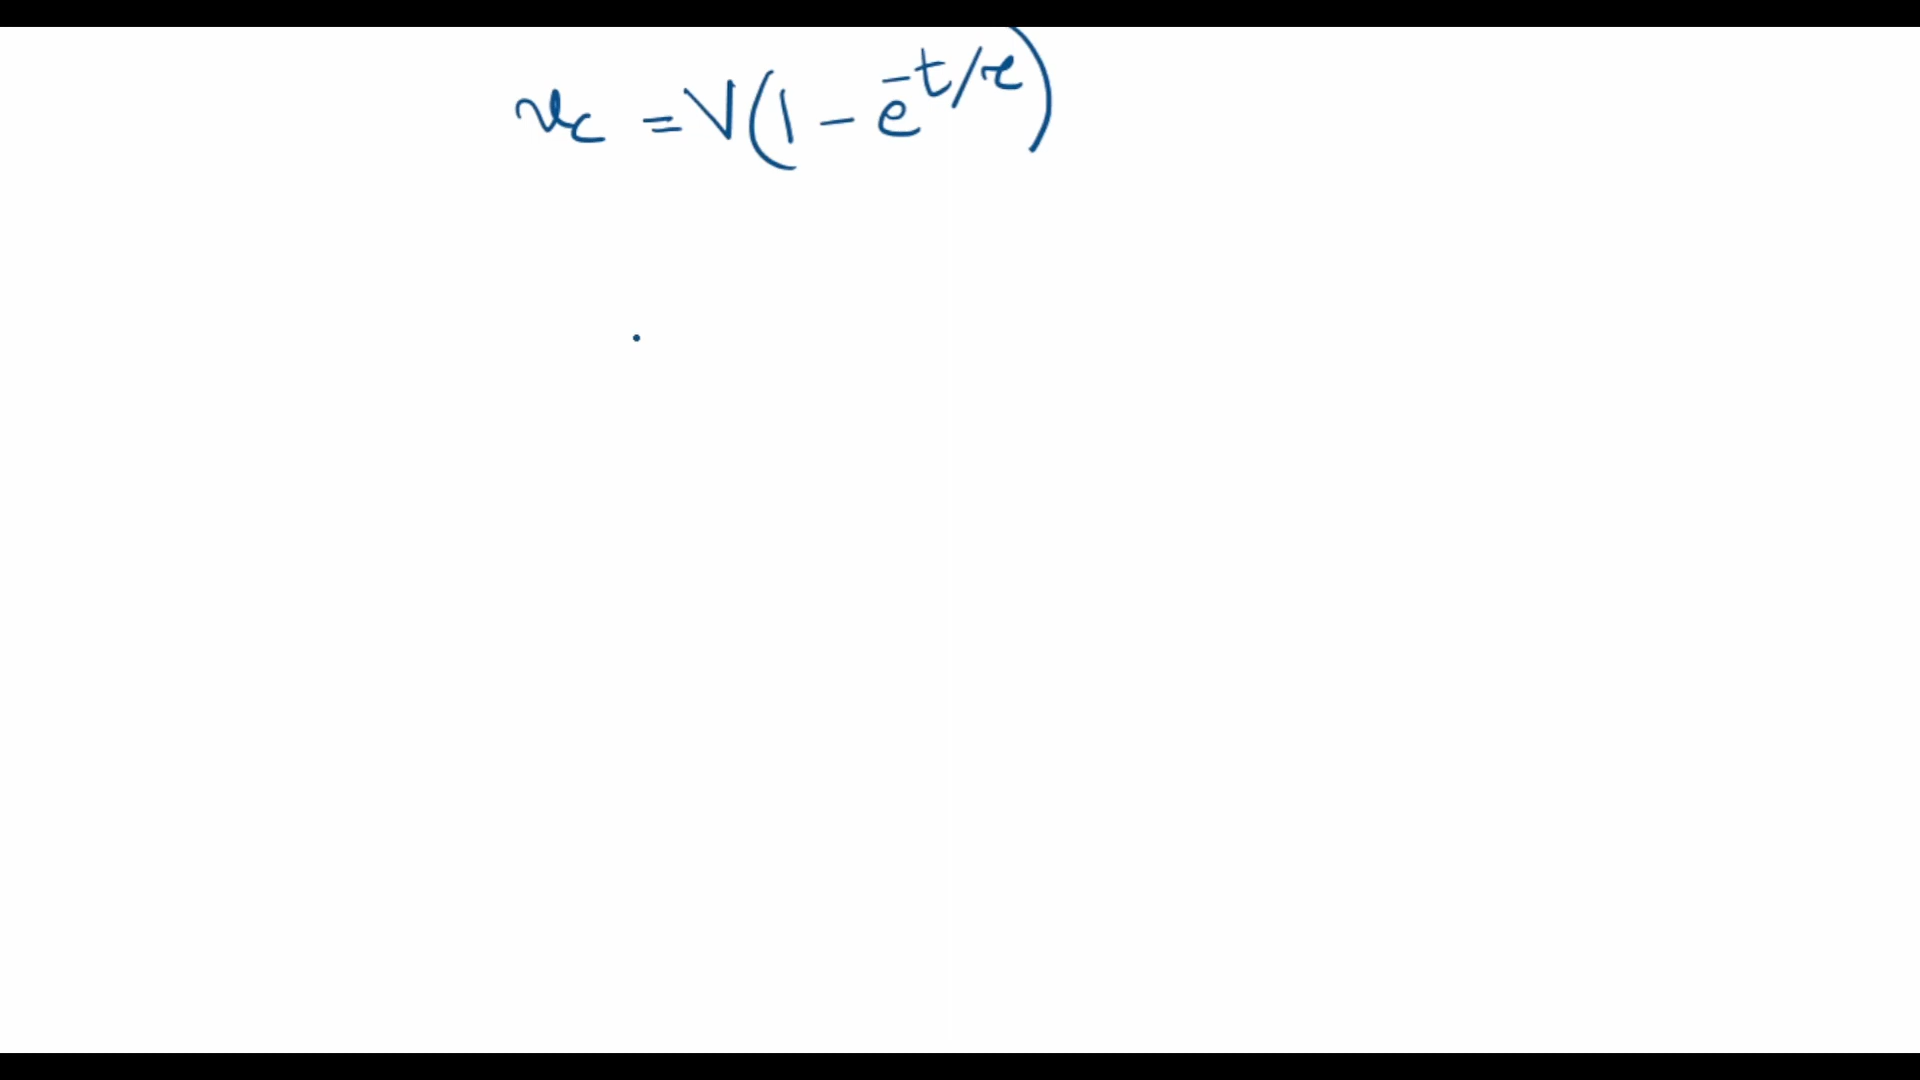 v_c = V(1 - e^{-t/τ})